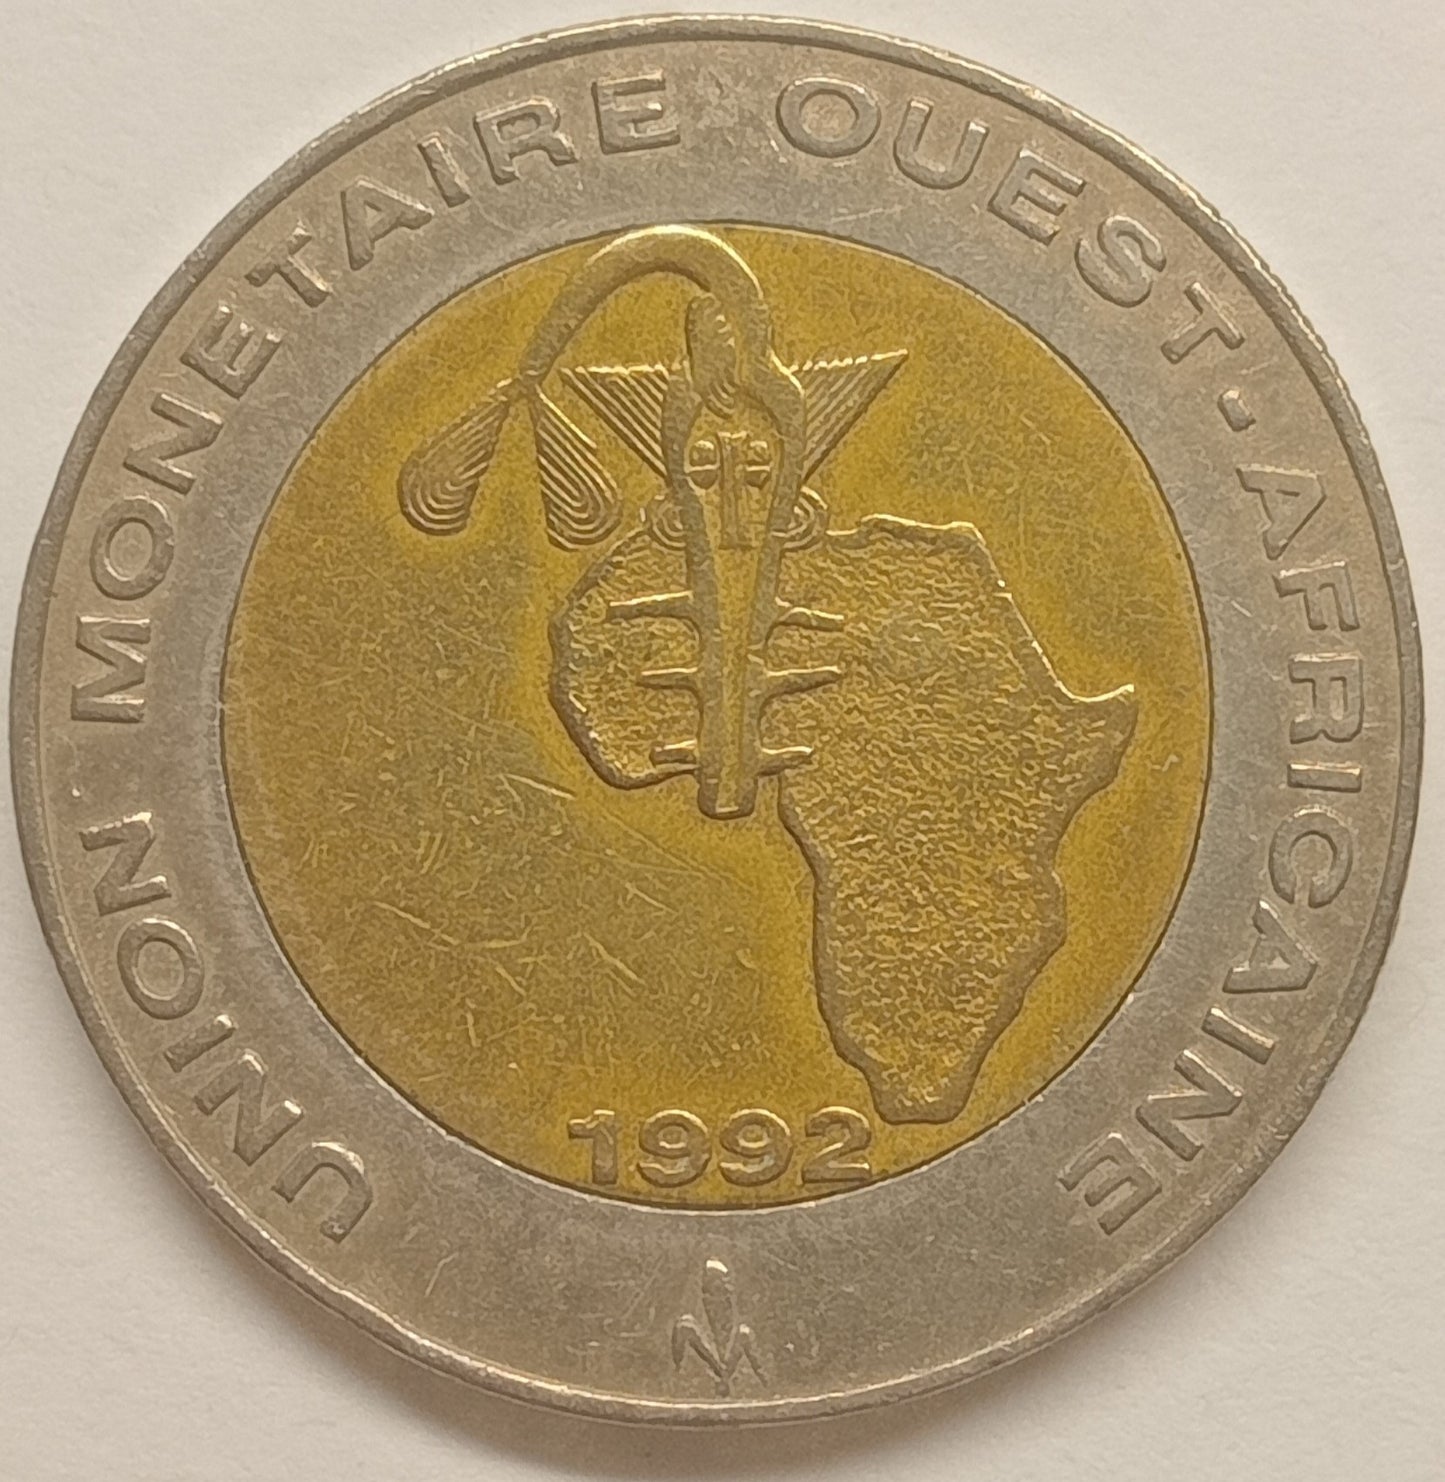 UNION MONETAIRE OUEST-AFRICAINE
1992